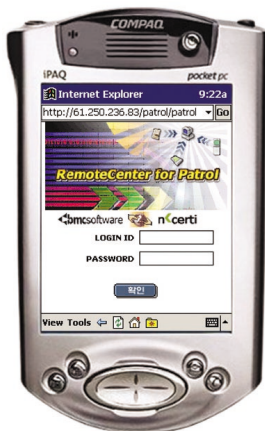 COMPAQ
iPAQ pocket pc
Internet Explorer 9:22a
http://61.250.236.83/patrol/patrol Go
RemoteCenter for Patrol
bmcsoftware nccerti
LOGIN ID
PASSWORD
확인
View Tools